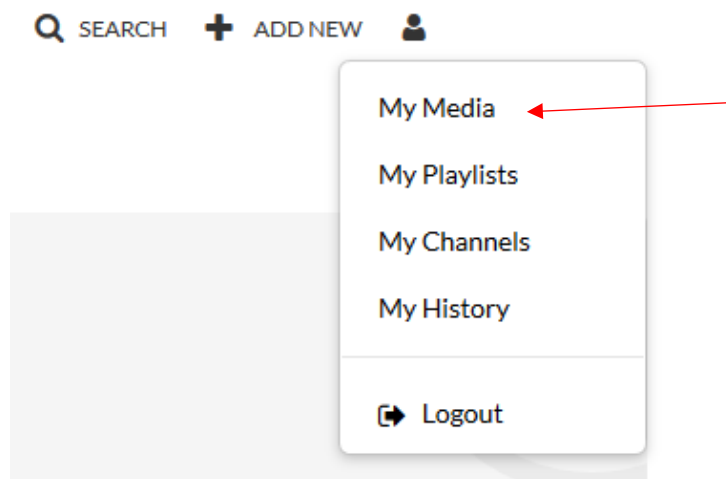 SEARCH ADD NEW
My Media
My Playlists
My Channels
My History
Logout